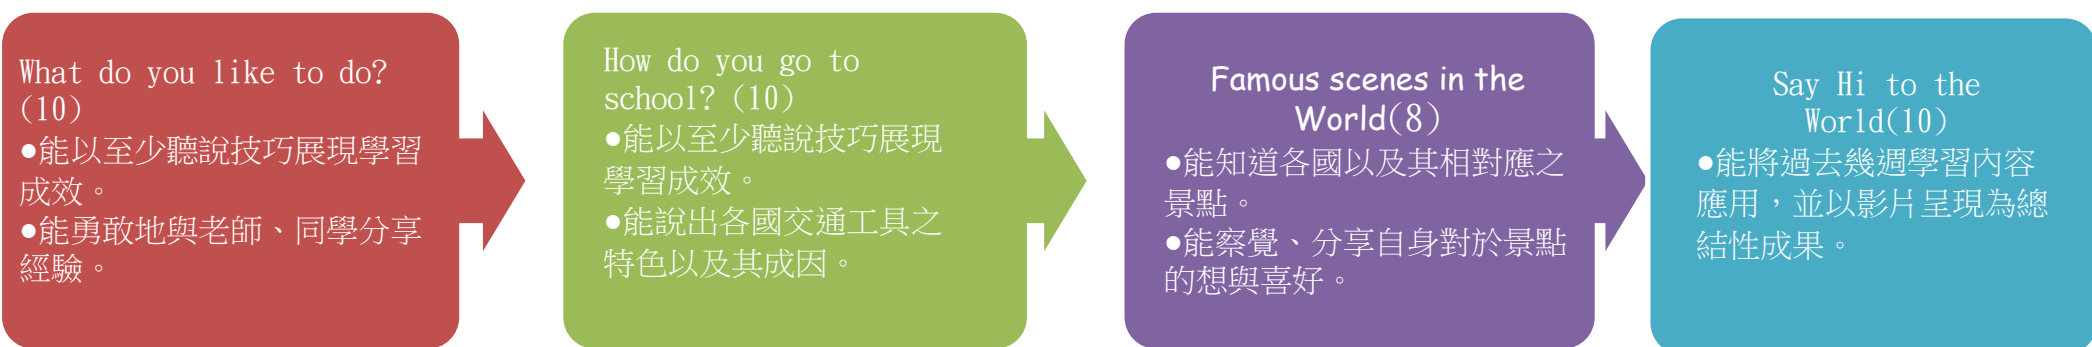 What do you like to do?
(10)
●能以至少聽說技巧展現學習
成效。
●能勇敢地與老師、同學分享
經驗。
How do you go to
school? (10)
●能以至少聽說技巧展現
學習成效。
●能說出各國交通工具之
特色以及其成因。
Famous scenes in the
World(8)
●能知道各國以及其相對應之
景點。
●能察覺、分享自身對於景點
的想與喜好。
Say Hi to the
World(10)
●能將過去幾週學習內容
應用，並以影片呈現為總
結性成果。